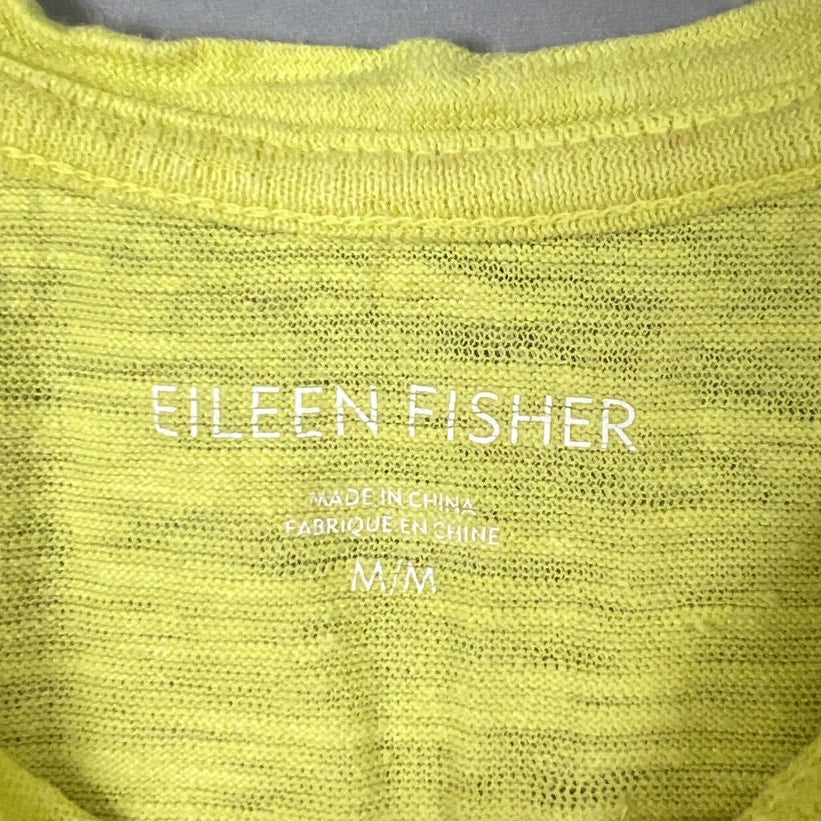 EILEEN FISHER
MADE IN CHINA
FABRIQUE EN CHINE
M/M